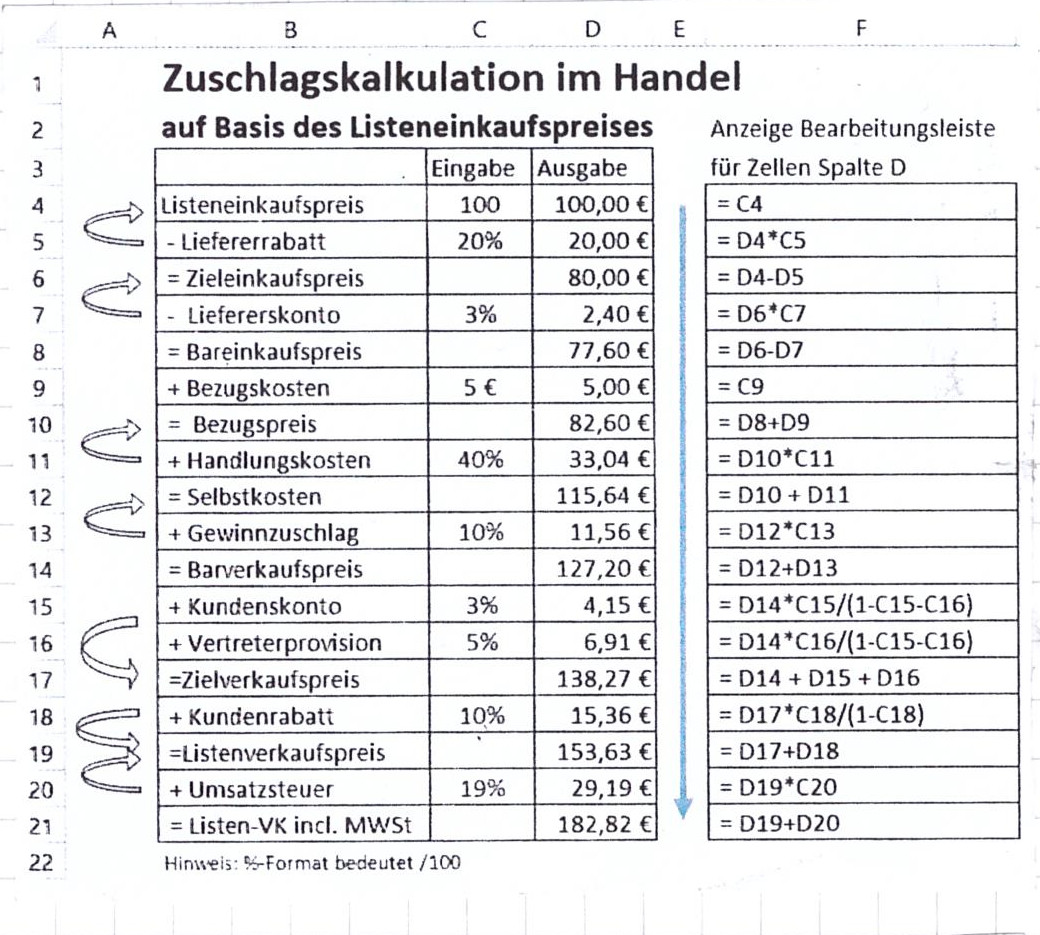 A B C D E F
1 Zuschlagskalkulation im Handel
2 auf Basis des Listeneinkaufspreises Anzeige Bearbeitungsleiste
3 Eingabe Ausgabe für Zellen Spalte D
4 Listeneinkaufspreis 100 100,00 € = C4
5 - Liefererrabatt 20% 20,00 € = D4*C5
6 = Zieleinkaufspreis 80,00 € = D4-D5
7 - Liefererskonto 3% 2,40 € = D6*C7
8 = Bareinkaufspreis 77,60 € = D6-D7
9 + Bezugskosten 5 € 5,00 € = C9
10 = Bezugspreis 82,60 € = D8+D9
11 + Handlungskosten 40% 33,04 € = D10*C11
12 = Selbstkosten 115,64 € = D10 + D11
13 + Gewinnzuschlag 10% 11,56 € = D12*C13
14 = Barverkaufspreis 127,20 € = D12+D13
15 + Kundenskonto 3% 4,15 € = D14*C15/(1-C15-C16)
16 + Vertreterprovision 5% 6,91 € = D14*C16/(1-C15-C16)
17 =Zielverkaufspreis 138,27 € = D14 + D15 + D16
18 + Kundenrabatt 10% 15,36 € = D17*C18/(1-C18)
19 =Listenverkaufspreis 153,63 € = D17+D18
20 + Umsatzsteuer 19% 29,19 € = D19*C20
21 = Listen-VK incl. MWSt 182,82 € = D19+D20
22 Hinweis: %-Format bedeutet /100